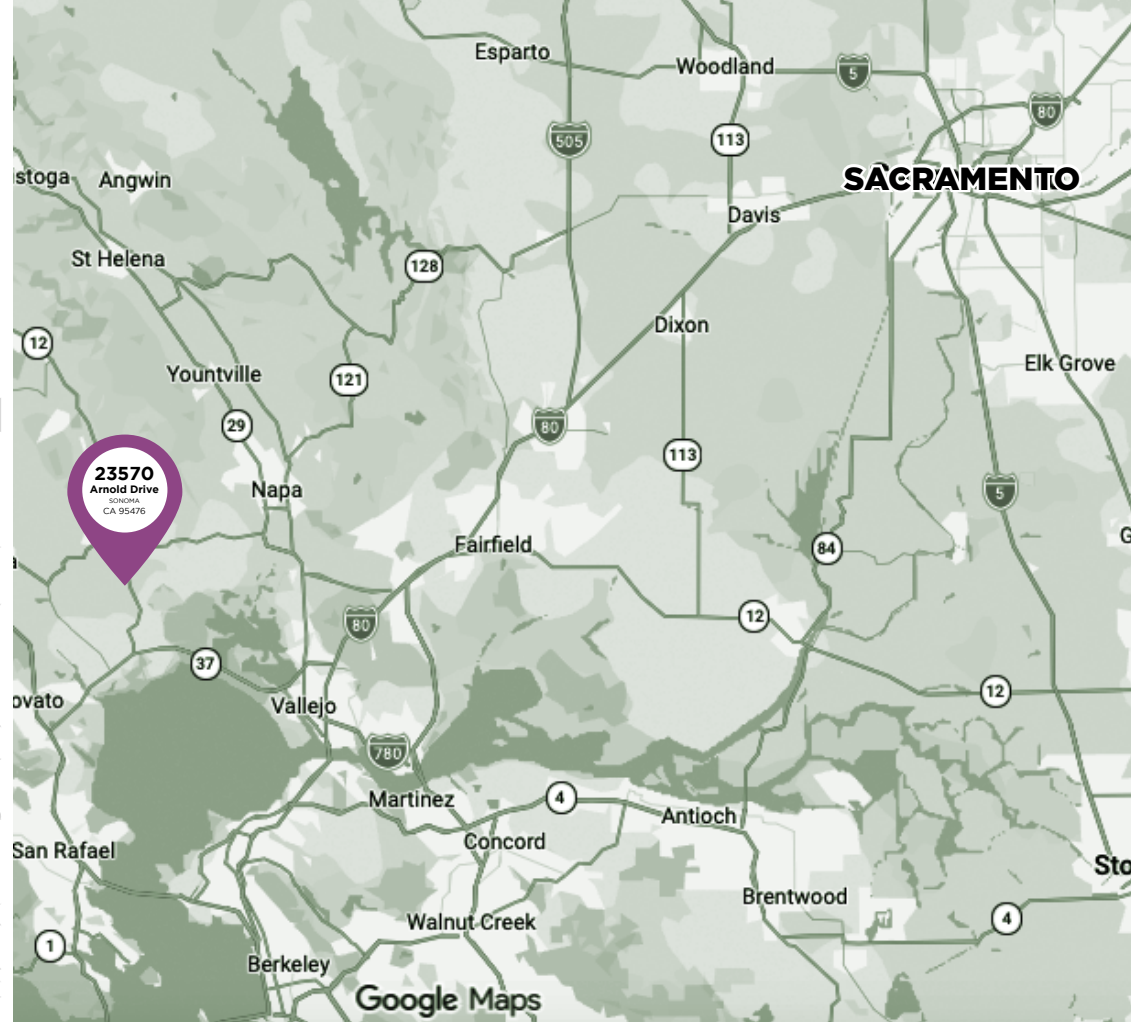 Esparto
Woodland
5
80
505
113
stoga
Angwin
SACRAMENTO
Davis
St Helena
128
12
Dixon
Yountville
121
Elk Grove
29
80
113
23570
Arnold Drive
SONOMA
CA 95476
Napa
5
Fairfield
84
G
a
80
12
37
12
ovato
Vallejo
780
Martinez
4
Antioch
Concord
San Rafael
Sto
Brentwood
Walnut Creek
4
1
Berkeley
Google Maps